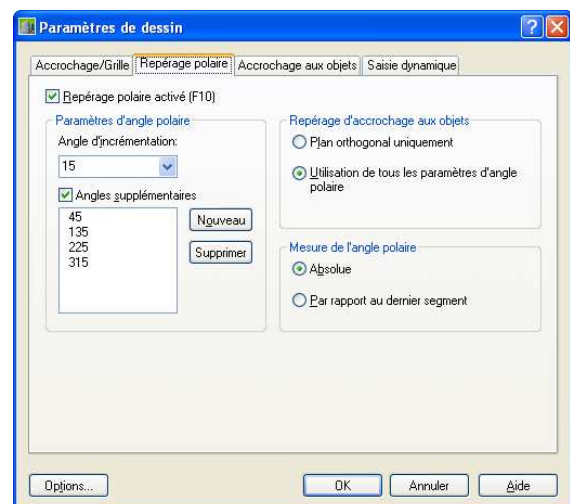 Paramètres de dessin
Accrochage/Grille
Repérage polaire
Accrochage aux objets
Saisie dynamique
Repérage polaire activé (F10)
Paramètres d'angle polaire
Angle d'incrémentation:
15
Angles supplémentaires
45
135
225
315
Nouveau
Supprimer
Repérage d'accrochage aux objets
Plan orthogonal uniquement
Utilisation de tous les paramètres d'angle
polaire
Mesure de l'angle polaire
Absolue
Par rapport au dernier segment
Options...
OK
Annuler
Aide